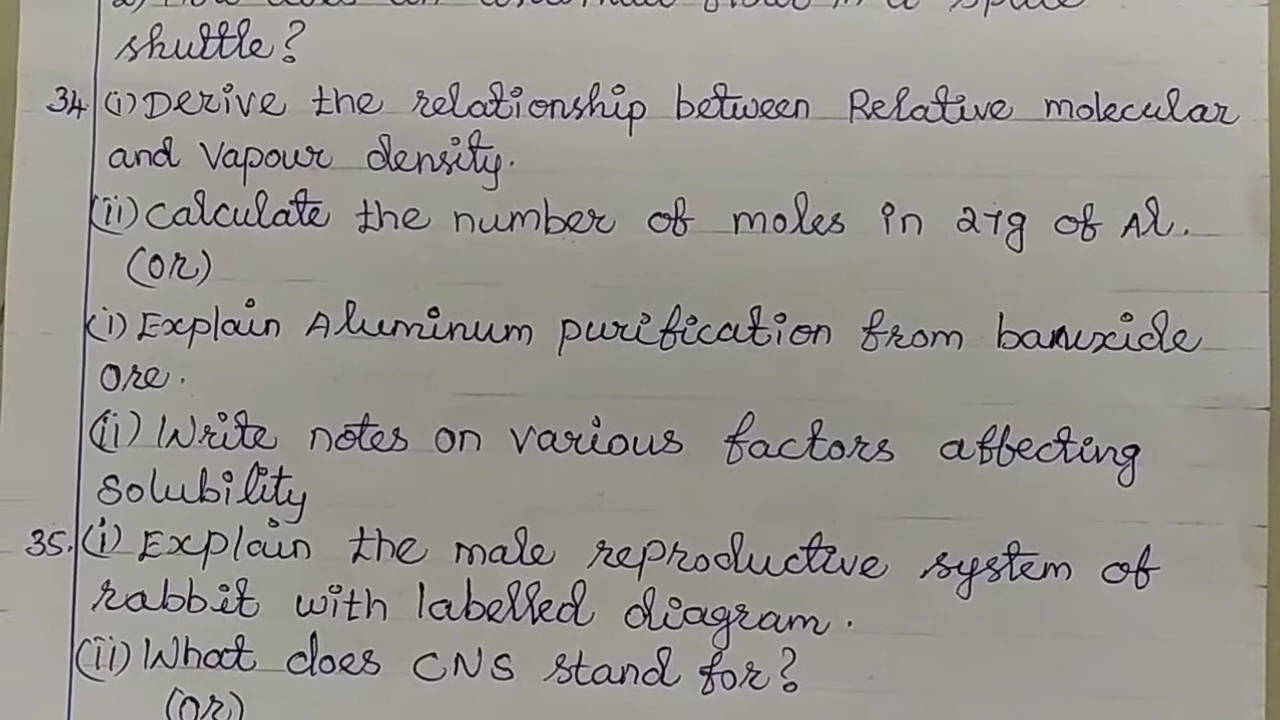 shuttle?
34 (i) Derive the relationship between Relative molecular
and Vapour density.
(ii) Calculate the number of moles in 27g of Al.
(OR)
(i) Explain Aluminum purification from bauxide
Ore.
(ii) Write notes on various factors affecting
solubility
35. (i) Explain the male reproductive system of
rabbit with labelled diagram.
(ii) What does CNS stand for?
(OR)